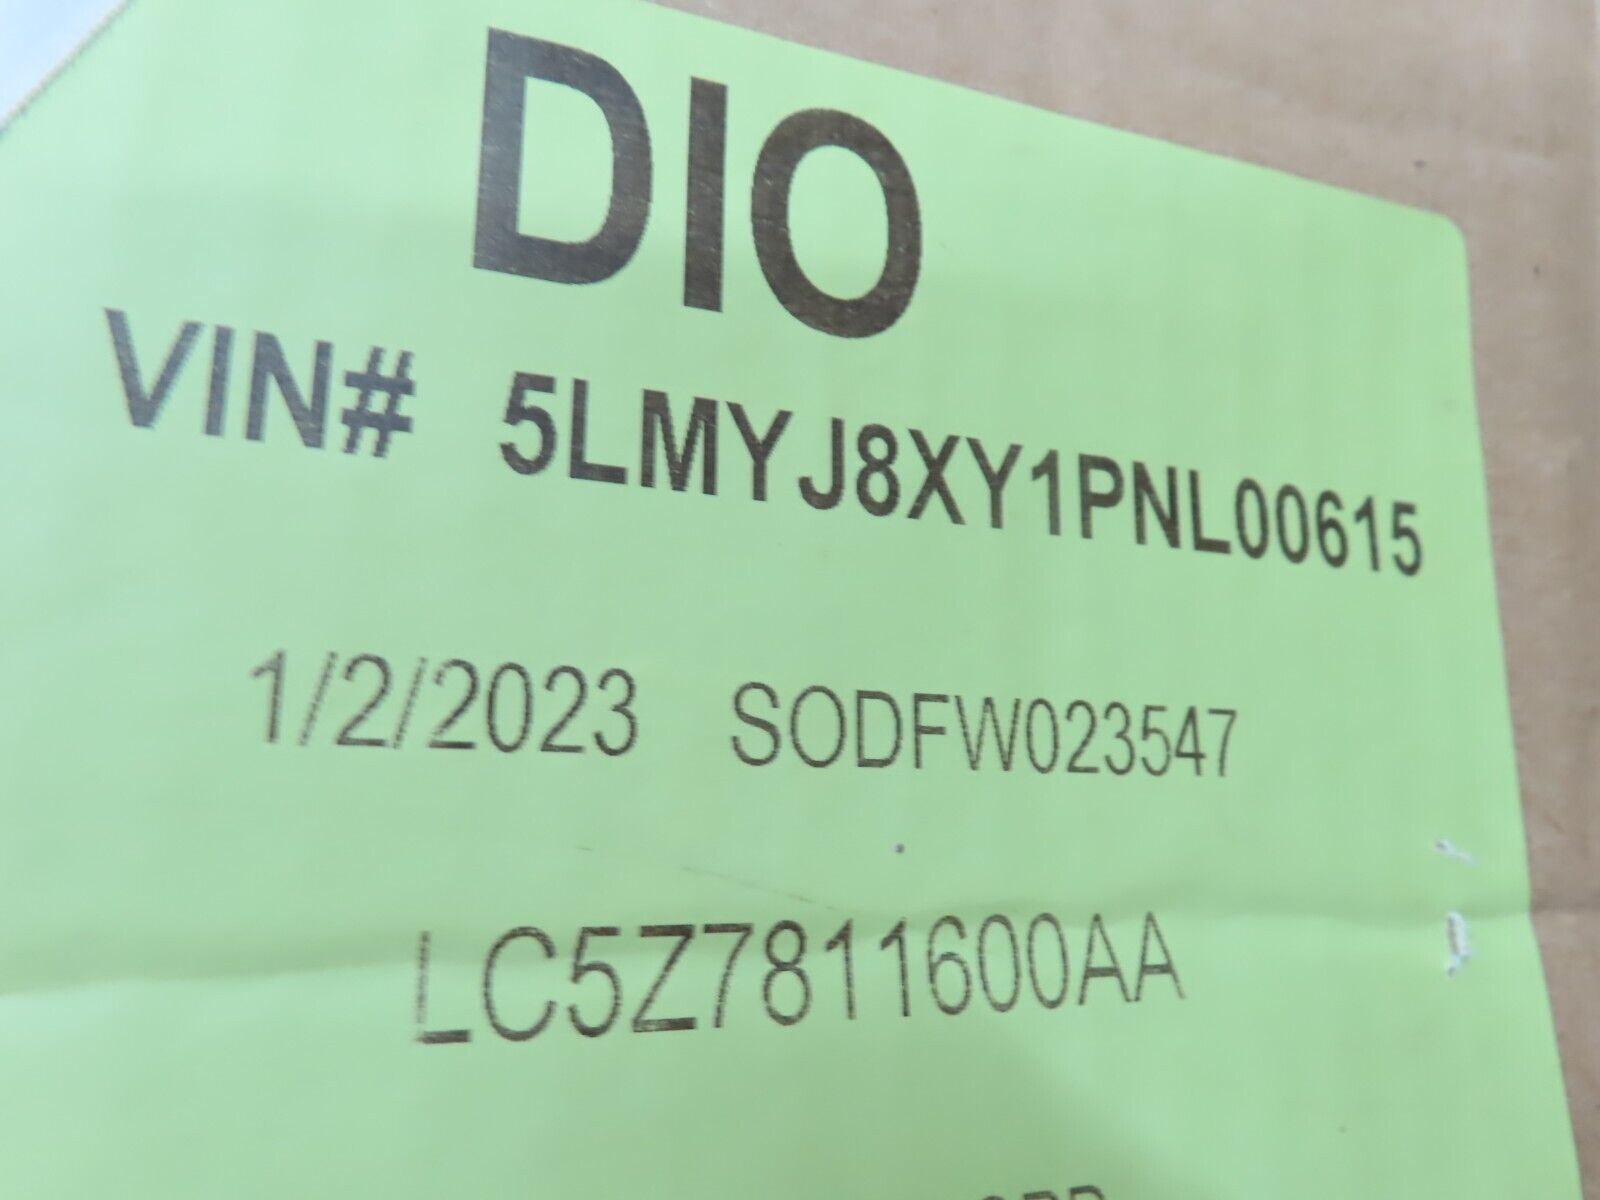 DIO
VIN# 5LMYJ8XY1PNL00615
1/2/2023 SODFW023547
LC5Z7811600AA